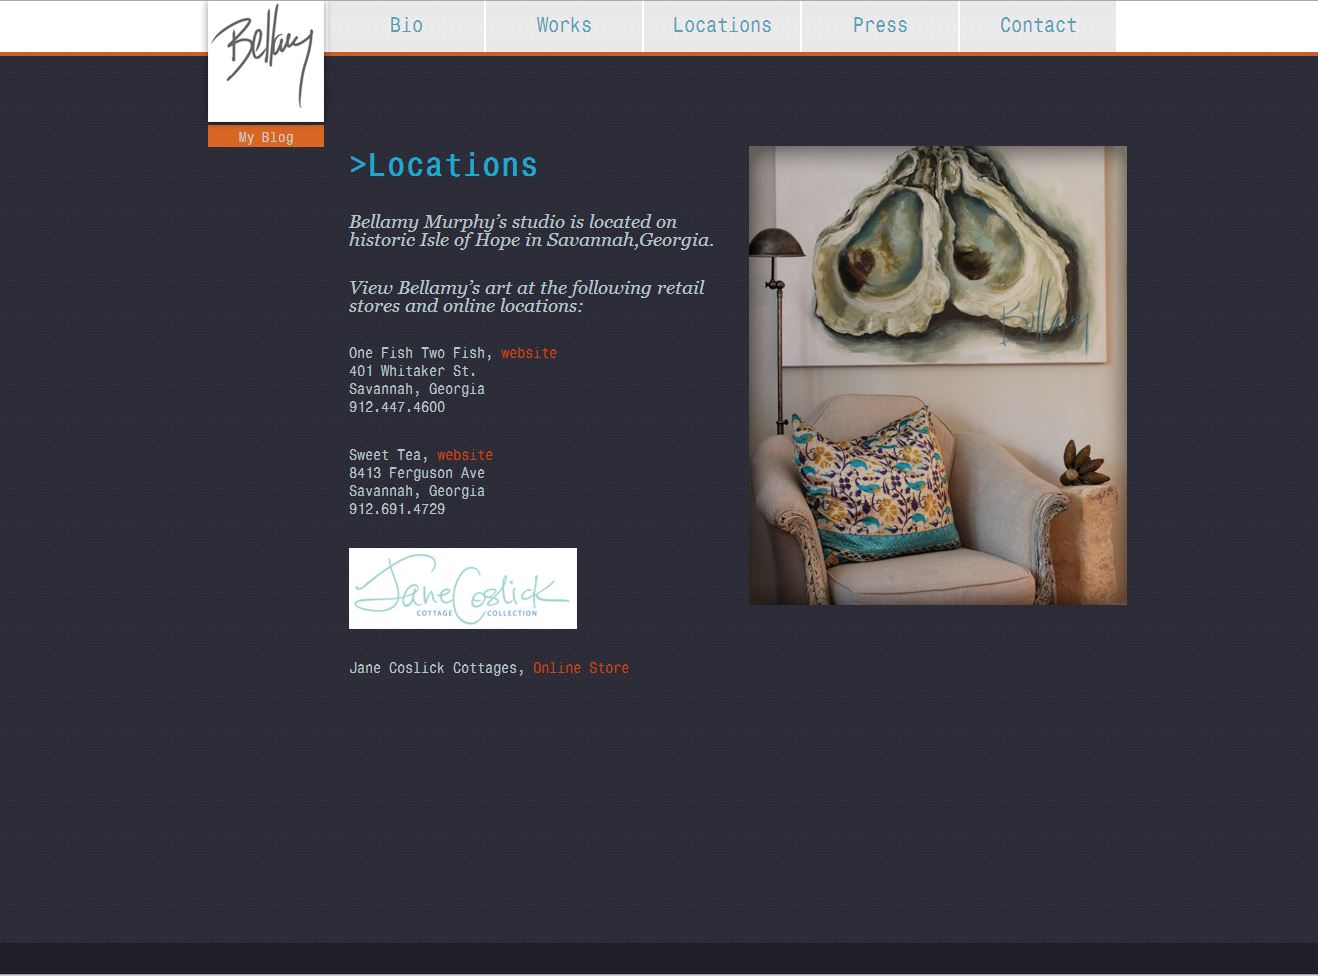 Bellamy
Bio
Works
Locations
Press
Contact
My Blog
>Locations
Bellamy Murphy's studio is located on
historic Isle of Hope in Savannah,Georgia.
View Bellamy's art at the following retail
stores and online locations:
One Fish Two Fish, website
401 Whitaker St.
Savannah, Georgia
912.447.4600
Sweet Tea, website
8413 Ferguson Ave
Savannah, Georgia
912.691.4729
Jane Coslick
COTTAGE COLLECTION
Jane Coslick Cottages, Online Store
Bellamy